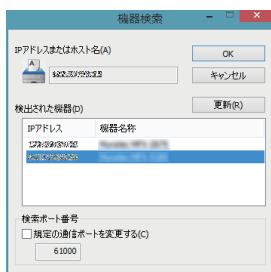 機器検索
IPアドレスまたはホスト名(A)
OK
キャンセル
検出された機器(D)
更新(R)
IPアドレス 機器名称
検索ポート番号
規定の通信ポートを変更する(C)
61000